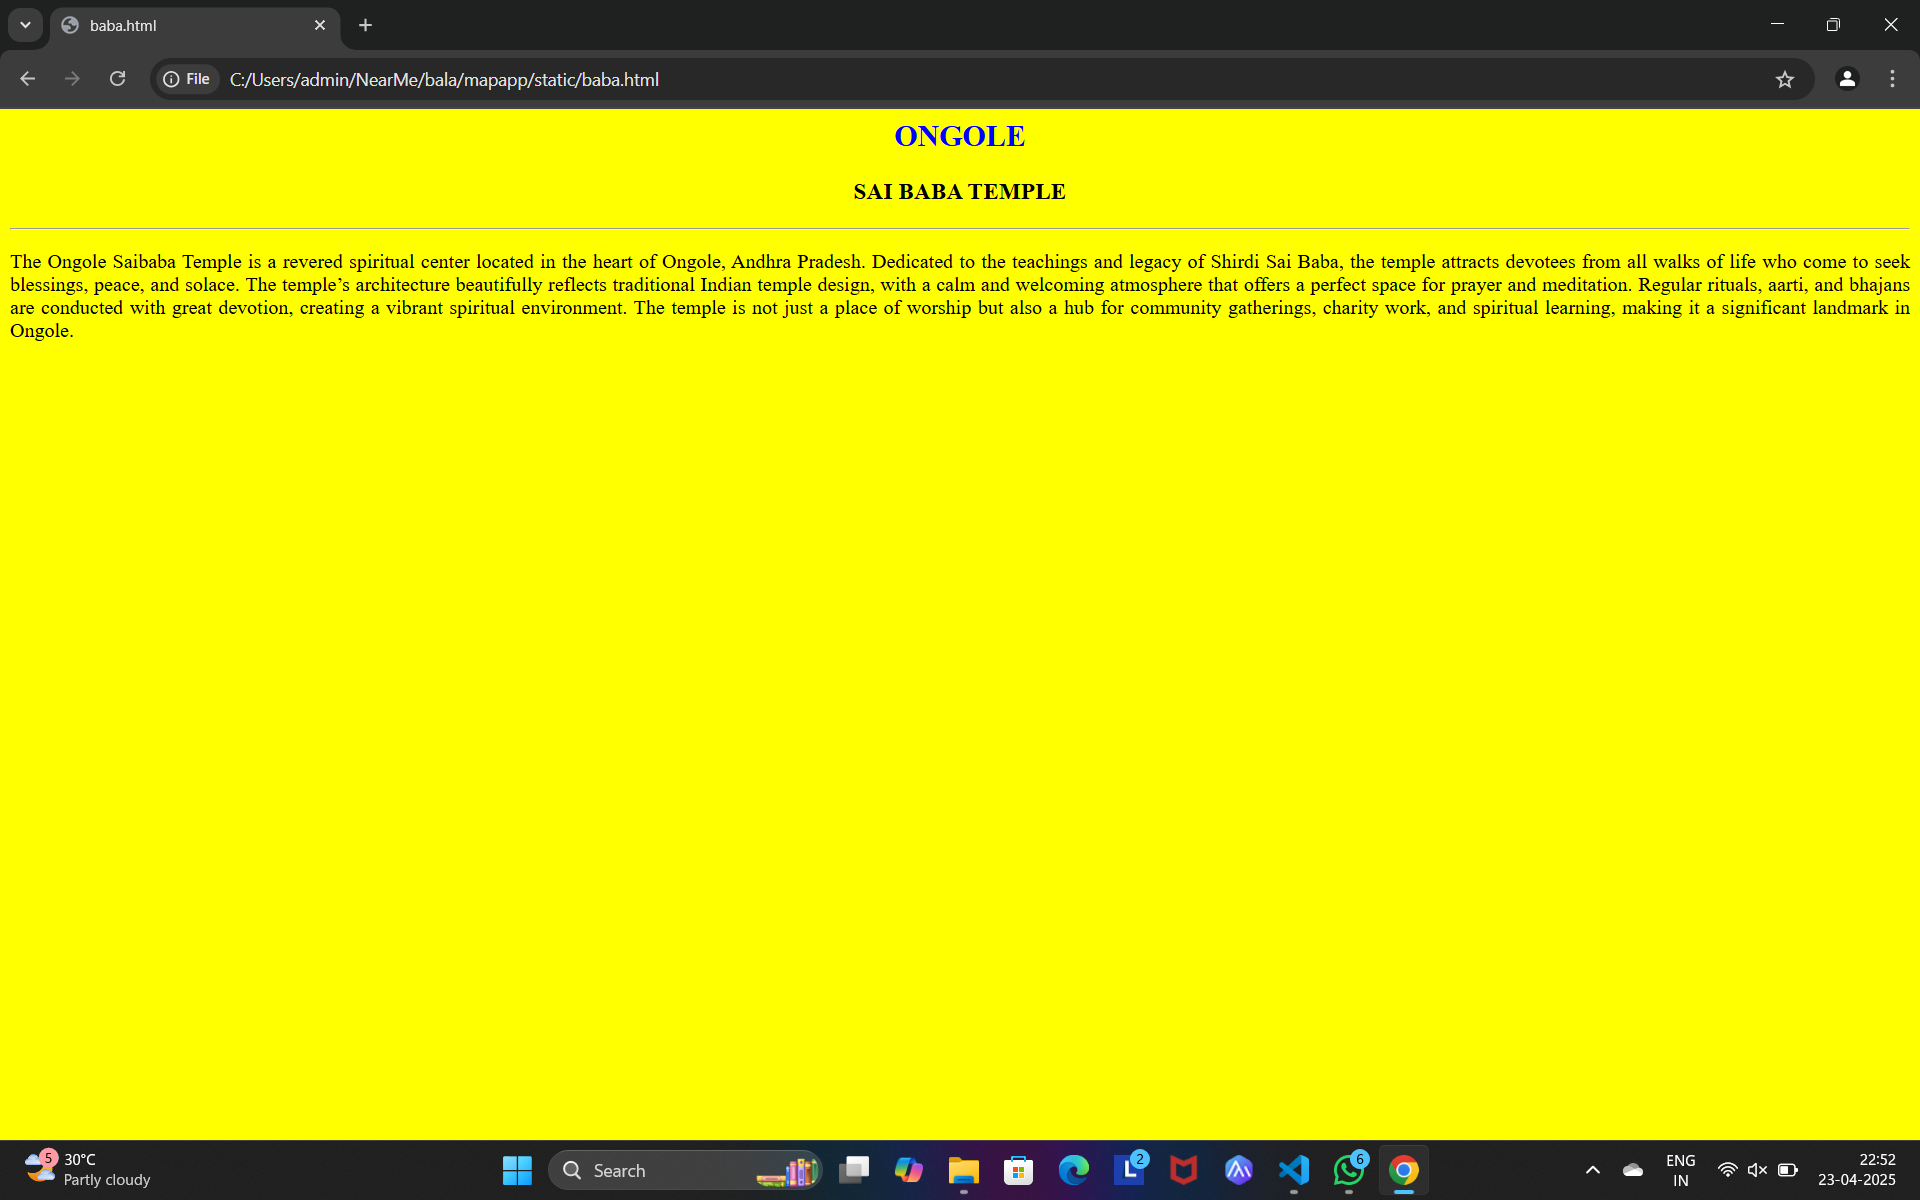 baba.html
File
C:/Users/admin/NearMe/bala/mapapp/static/baba.html
ONGOLE
SAI BABA TEMPLE
The Ongole Saibaba Temple is a revered spiritual center located in the heart of Ongole, Andhra Pradesh. Dedicated to the teachings and legacy of Shirdi Sai Baba, the temple attracts devotees from all walks of life who come to seek
blessings, peace, and solace. The temple’s architecture beautifully reflects traditional Indian temple design, with a calm and welcoming atmosphere that offers a perfect space for prayer and meditation. Regular rituals, aarti, and bhajans
are conducted with great devotion, creating a vibrant spiritual environment. The temple is not just a place of worship but also a hub for community gatherings, charity work, and spiritual learning, making it a significant landmark in
Ongole.
5
30°C
Partly cloudy
Search
L
2
6
ENG
IN
22:52
23-04-2025